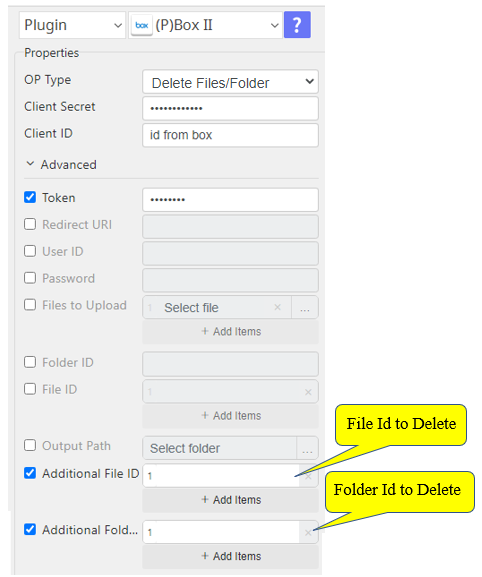 Plugin
box (P)Box II
?
Properties
OP Type
Delete Files/Folder
Client Secret
••••••••••••
Client ID
id from box
Advanced
Token
••••••••
Redirect URI
User ID
Password
Files to Upload
1 Select file × ...
+ Add Items
Folder ID
File ID
1 ×
+ Add Items
File Id to Delete
Output Path
Select folder ...
Additional File ID
1 ×
+ Add Items
Folder Id to Delete
Additional Fold...
1 ×
+ Add Items